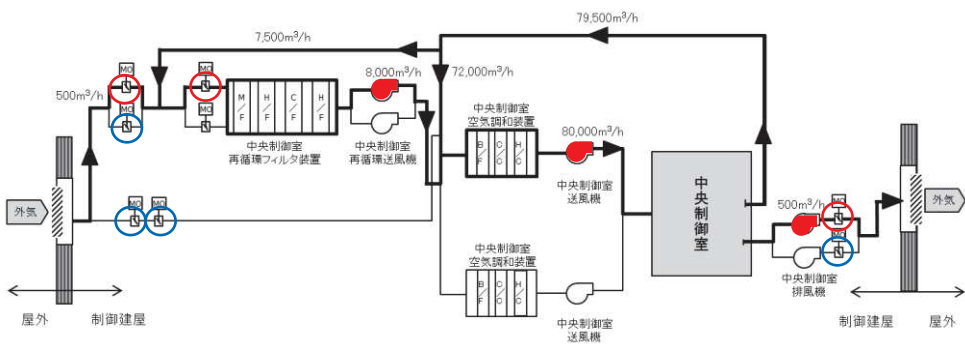 79,500m³/h
7,500m³/h
MO
MO
8,000m³/h
72,000m³/h
500m³/h
MO
MO
M/F
H/F
C/F
H/F
中央制御室
空気調和装置
80,000m³/h
中央制御室
再循環フィルタ装置
中央制御室
再循環送風機
B/F
C/C
H/C
中央制御室
送風機
中央制御室
外気
MO
MO
500m³/h
MO
MO
外気
中央制御室
空気調和装置
B/F
C/C
H/C
中央制御室
排風機
中央制御室
送風機
屋外
制御建屋
制御建屋
屋外